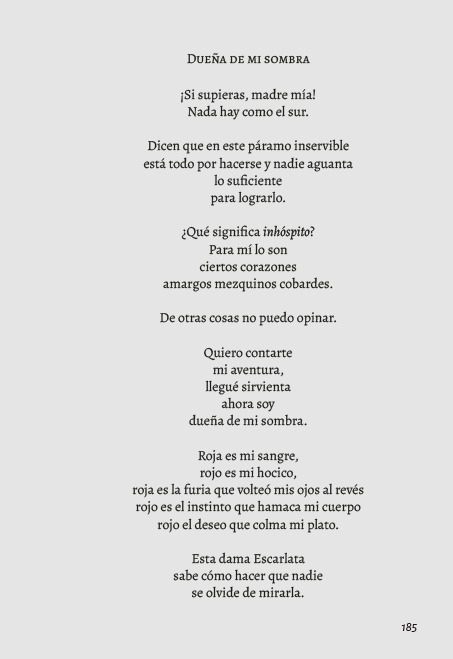 Dueña de mi sombra
¡Si supieras, madre mía!
Nada hay como el sur.
Dicen que en este páramo inservible
está todo por hacerse y nadie aguanta
lo suficiente
para lograrlo.
¿Qué significa inhóspito?
Para mí lo son
ciertos corazones
amargos mezquinos cobardes.
De otras cosas no puedo opinar.
Quiero contarte
mi aventura,
llegué sirvienta
ahora soy
dueña de mi sombra.
Roja es mi sangre,
rojo es mi hocico,
roja es la furia que volteó mis ojos al revés
rojo es el instinto que hamaca mi cuerpo
rojo el deseo que colma mi plato.
Esta dama Escarlata
sabe cómo hacer que nadie
se olvide de mirarla.
185